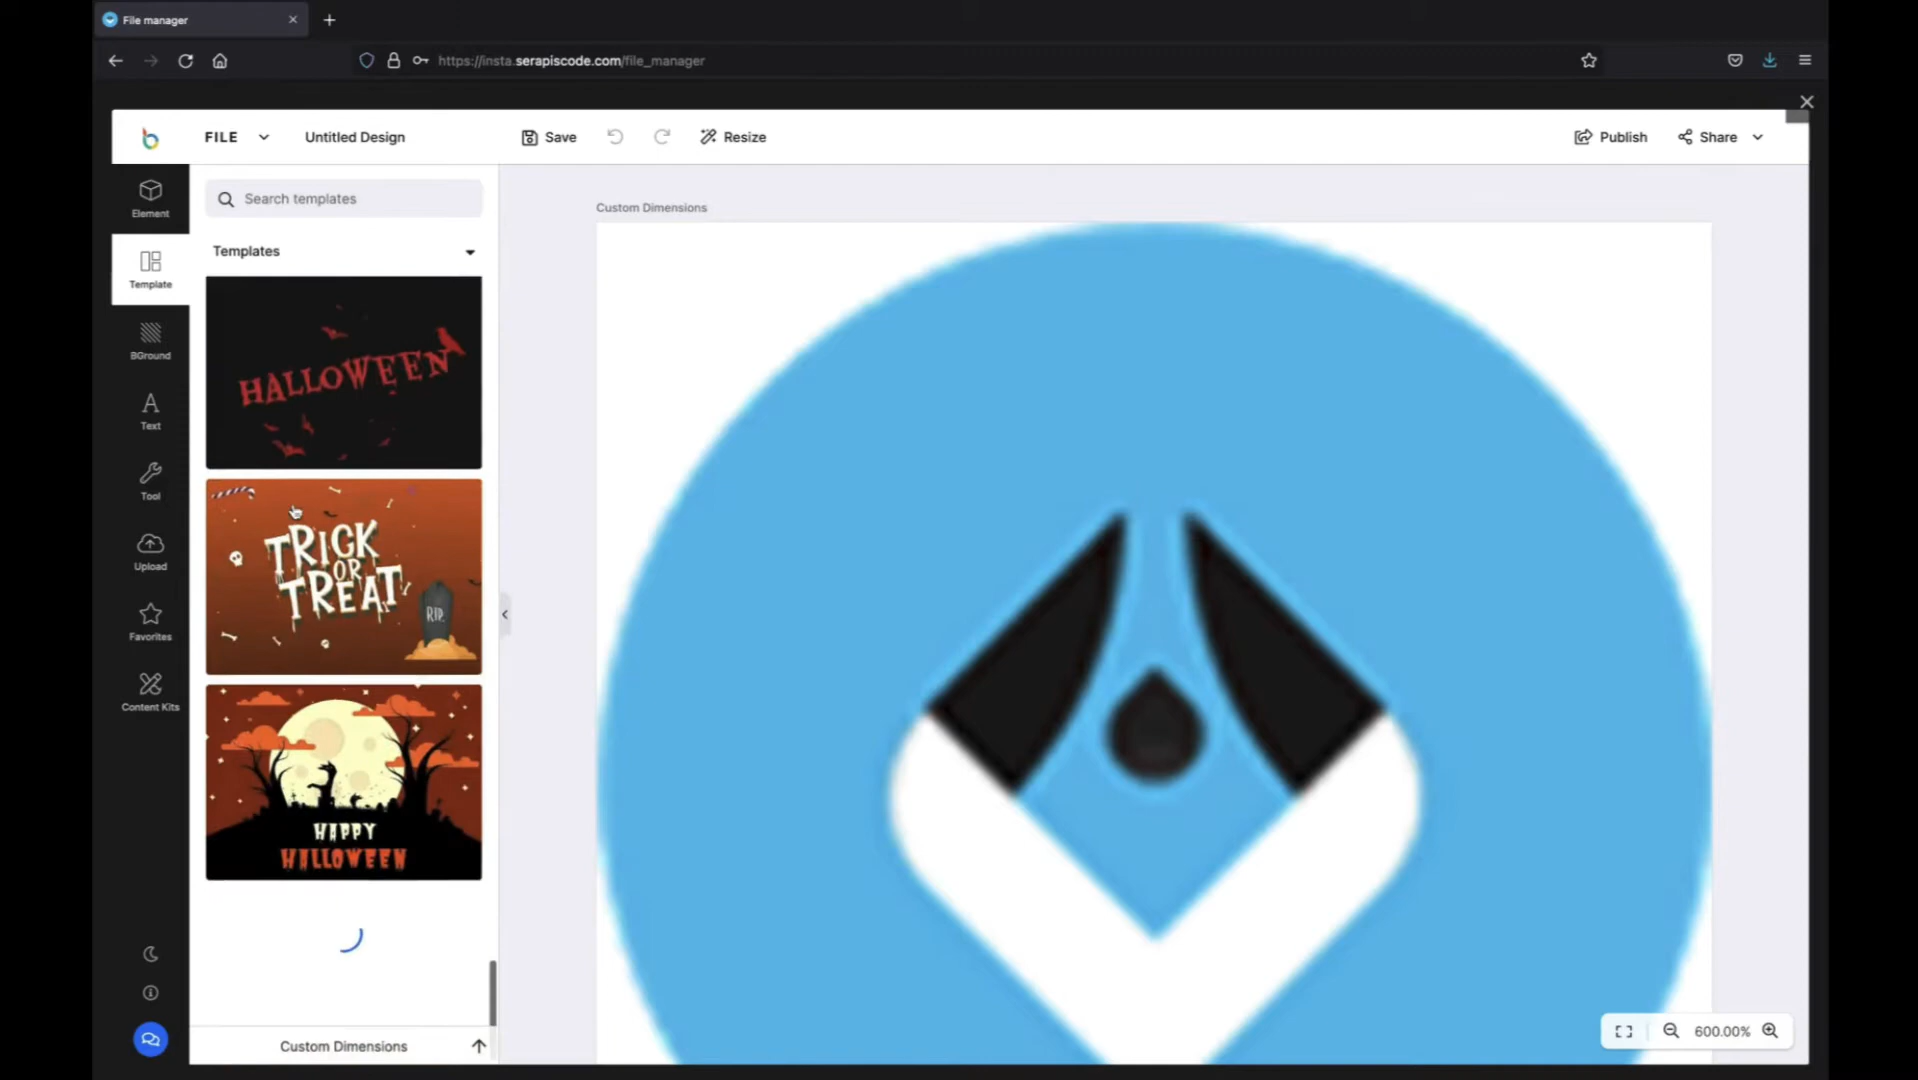 File manager
https://insta.serapiscode.com/file_manager
FILE
Untitled Design
Save
Resize
Publish
Share
Element
Template
BGround
Text
Tool
Upload
Favorites
Content Kits
Search templates
Templates
HALLOWEEN
TRICK
OR
TREAT
RIP.
HAPPY
HALLOWEEN
Custom Dimensions
Custom Dimensions
600.00%